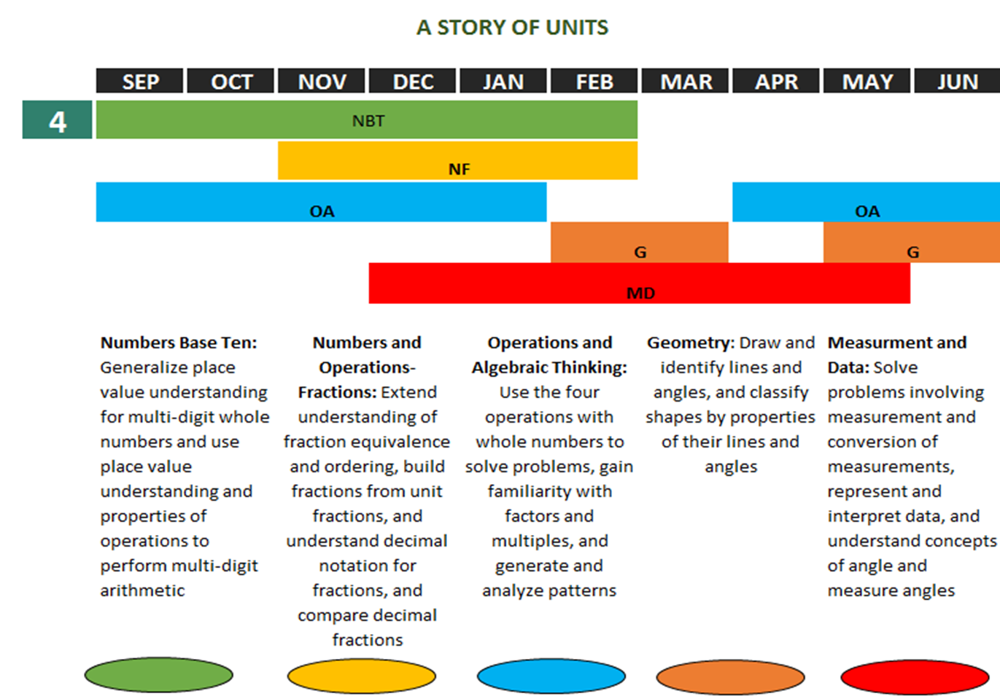 A STORY OF UNITS
SEP OCT NOV DEC JAN FEB MAR APR MAY JUN
4 NBT
NF
OA OA
G G
MD
Numbers Base Ten:
Generalize place
value understanding
for multi-digit whole
numbers and use
place value
understanding and
properties of
operations to
perform multi-digit
arithmetic
Numbers and
Operations-
Fractions: Extend
understanding of
fraction equivalence
and ordering, build
fractions from unit
fractions, and
understand decimal
notation for
fractions, and
compare decimal
fractions
Operations and
Algebraic Thinking:
Use the four
operations with
whole numbers to
solve problems, gain
familiarity with
factors and
multiples, and
generate and
analyze patterns
Geometry: Draw and
identify lines and
angles, and classify
shapes by properties
of their lines and
angles
Measurment and
Data: Solve
problems involving
measurement and
conversion of
measurements,
represent and
interpret data, and
understand concepts
of angle and
measure angles